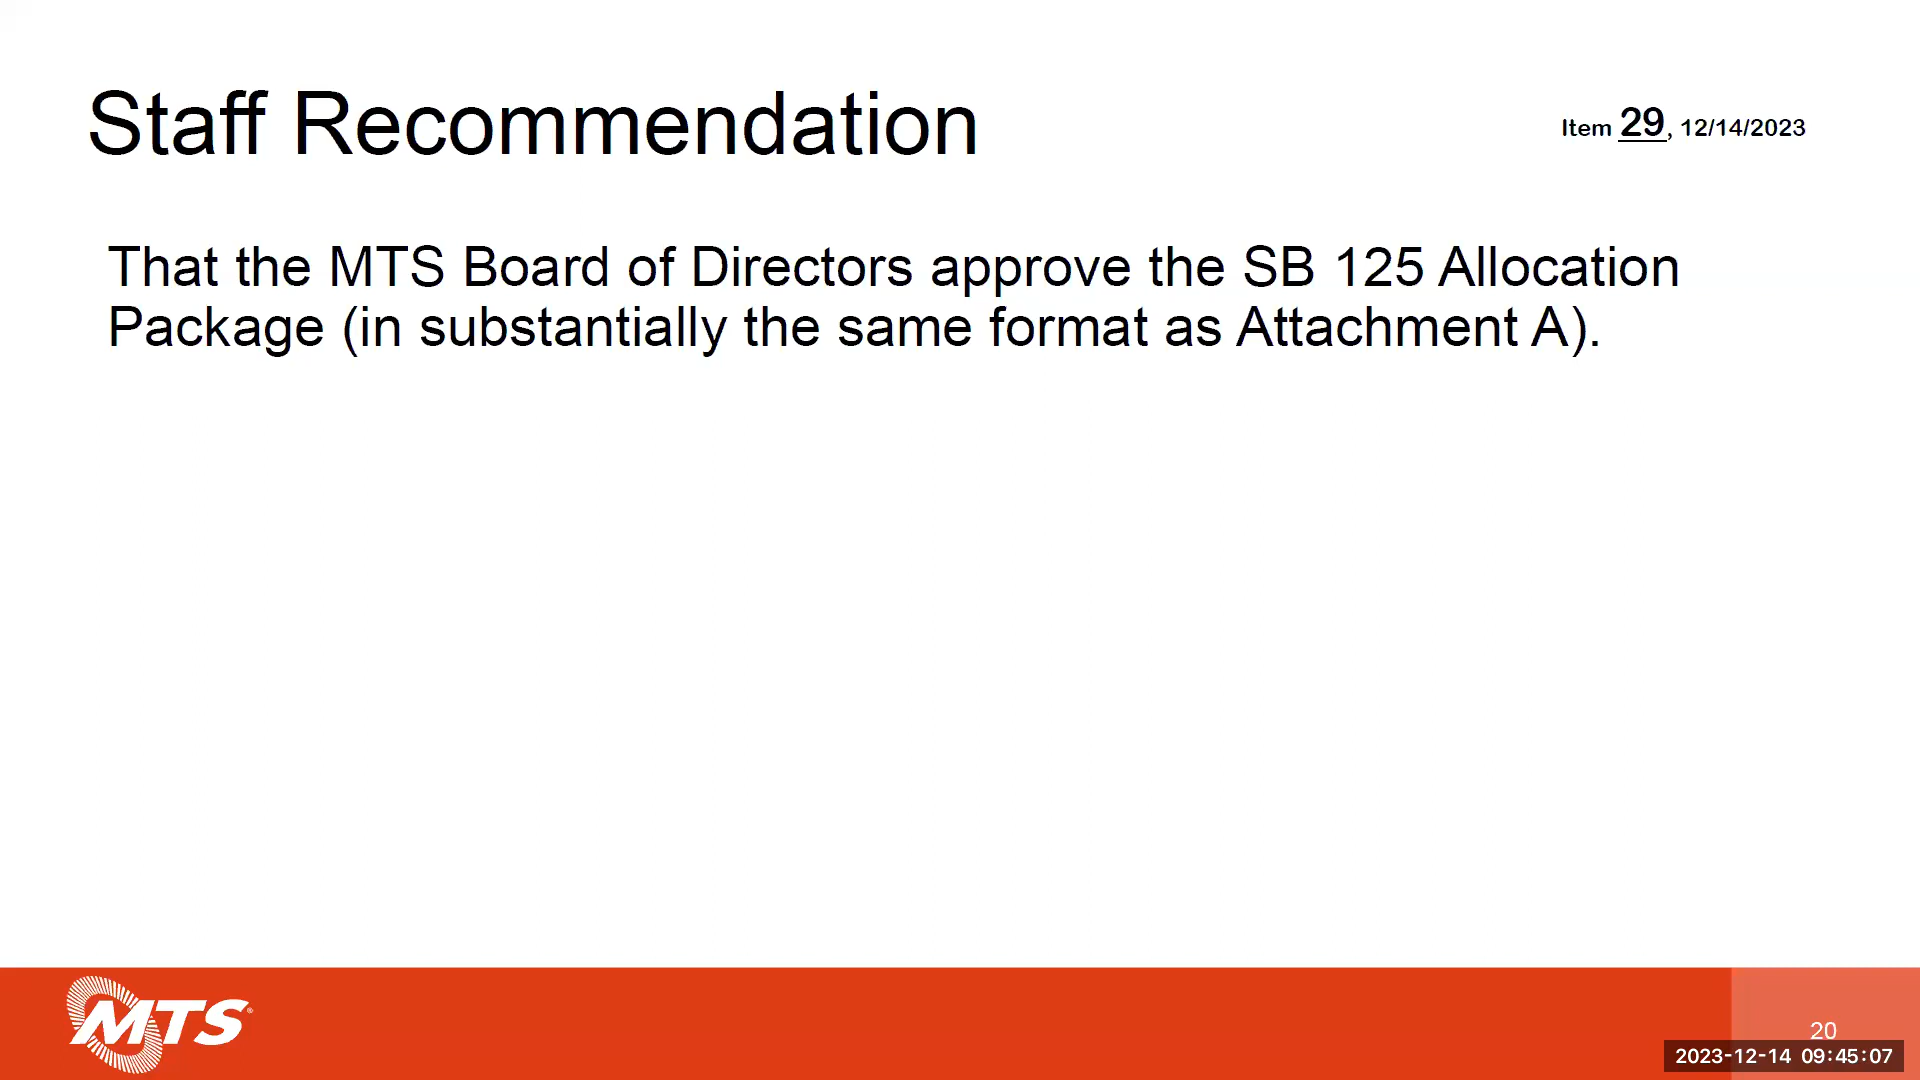 Staff Recommendation
Item 29, 12/14/2023
That the MTS Board of Directors approve the SB 125 Allocation
Package (in substantially the same format as Attachment A).
MTS®
20
2023-12-14 09:45:07